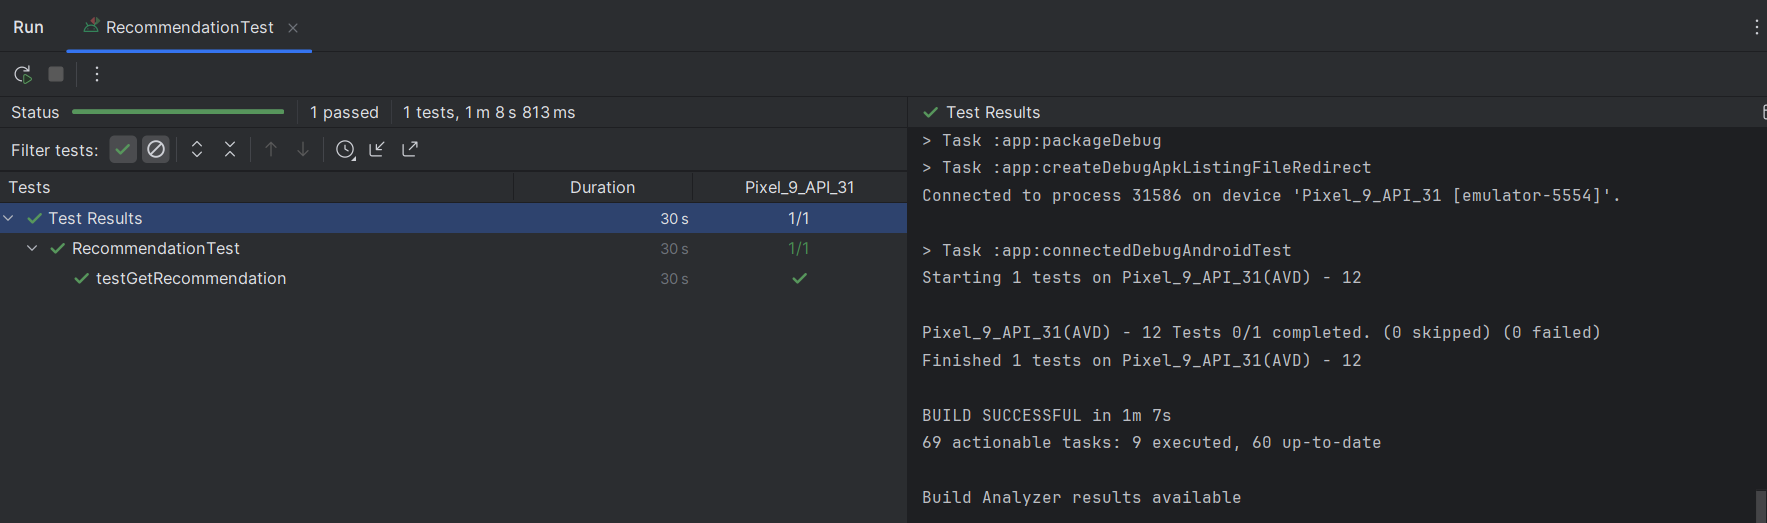 Run RecommendationTest
Status 1 passed 1 tests, 1 m 8 s 813 ms
Filter tests:
Tests Duration Pixel_9_API_31
Test Results 30 s 1/1
RecommendationTest 30 s 1/1
testGetRecommendation 30 s
Test Results
> Task :app:packageDebug
> Task :app:createDebugApkListingFileRedirect
Connected to process 31586 on device 'Pixel_9_API_31 [emulator-5554]'.
> Task :app:connectedDebugAndroidTest
Starting 1 tests on Pixel_9_API_31(AVD) - 12
Pixel_9_API_31(AVD) - 12 Tests 0/1 completed. (0 skipped) (0 failed)
Finished 1 tests on Pixel_9_API_31(AVD) - 12
BUILD SUCCESSFUL in 1m 7s
69 actionable tasks: 9 executed, 60 up-to-date
Build Analyzer results available